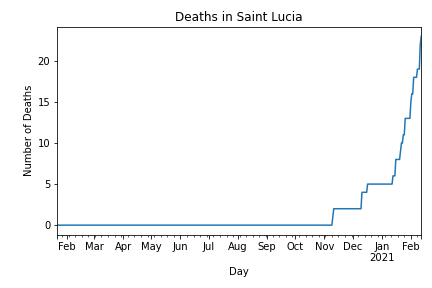 Deaths in Saint Lucia
Number of Deaths
20
15
10
5
0
Feb Mar Apr May Jun Jul Aug Sep Oct Nov Dec Jan Feb
2021
Day